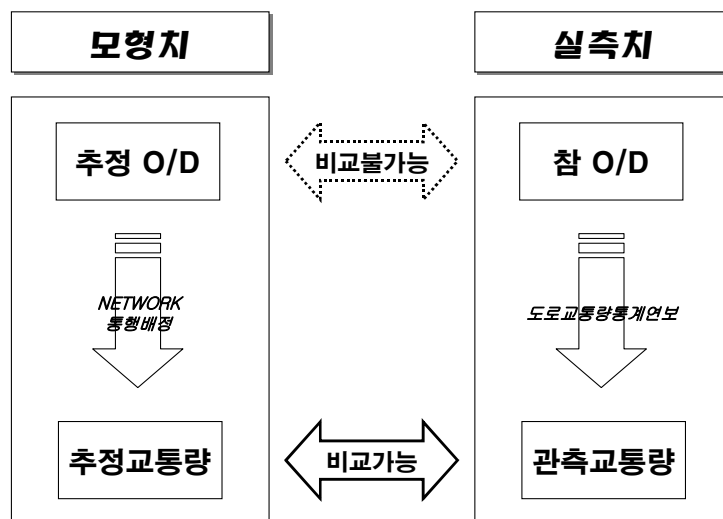 모형치
실측치
추정 O/D
비교불가능
참 O/D
NETWORK
통행배정
도로교통량통계연보
추정교통량
비교가능
관측교통량